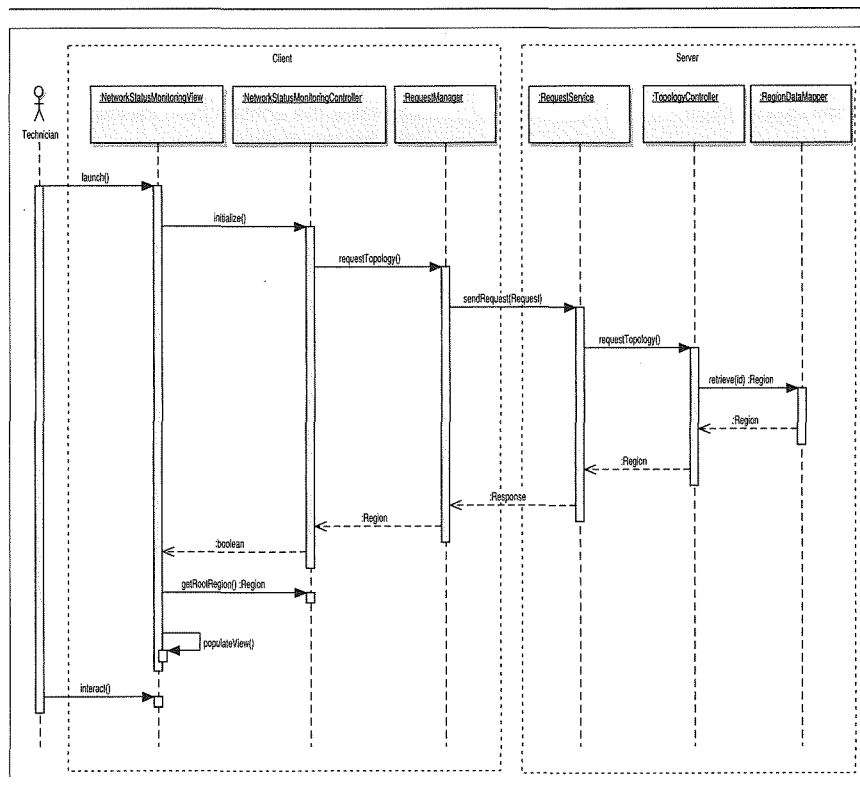 Client
Server
:NetworkStatusMonitoringView
:NetworkStatusMonitoringController
:RequestManager
:RequestService
:TopologyController
:RegionDataMapper
Technician
launch()
initialize()
requestTopology()
sendRequest(Request)
requestTopology()
retrieve(id) :Region
:Region
:Region
:Response
:Region
:boolean
getRootRegion() :Region
populateView()
interact()